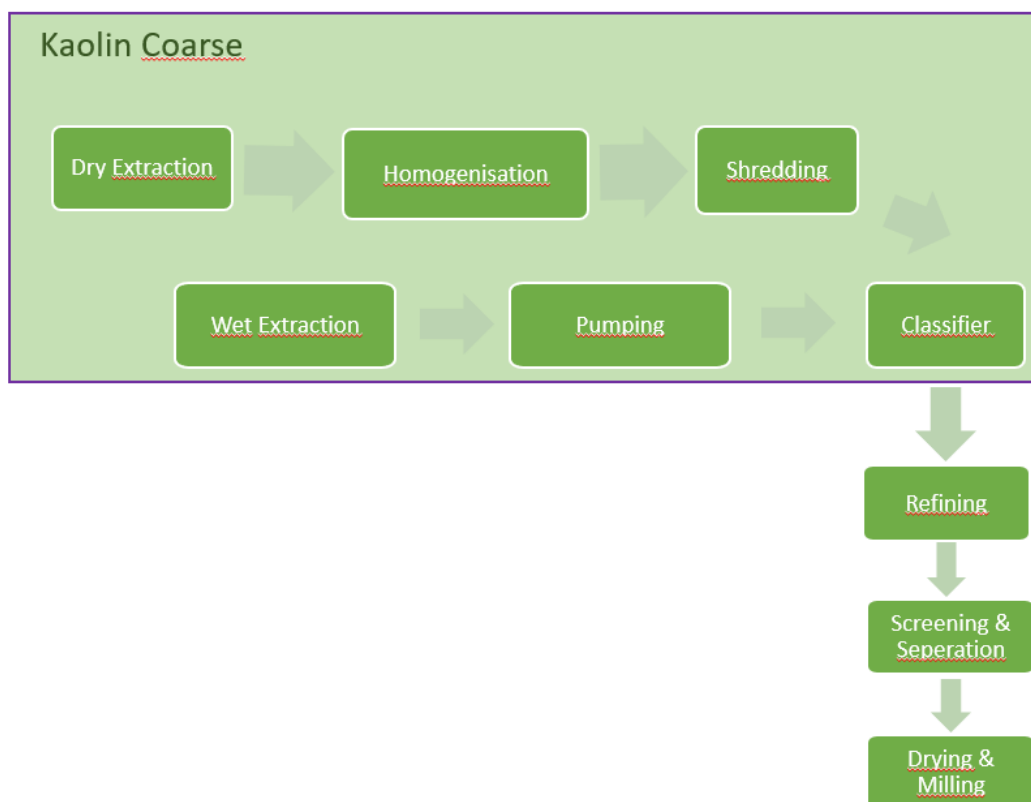 Kaolin Coarse
Dry Extraction
Homogenisation
Shredding
Wet Extraction
Pumping
Classifier
Refining
Screening &
Seperation
Drying &
Milling